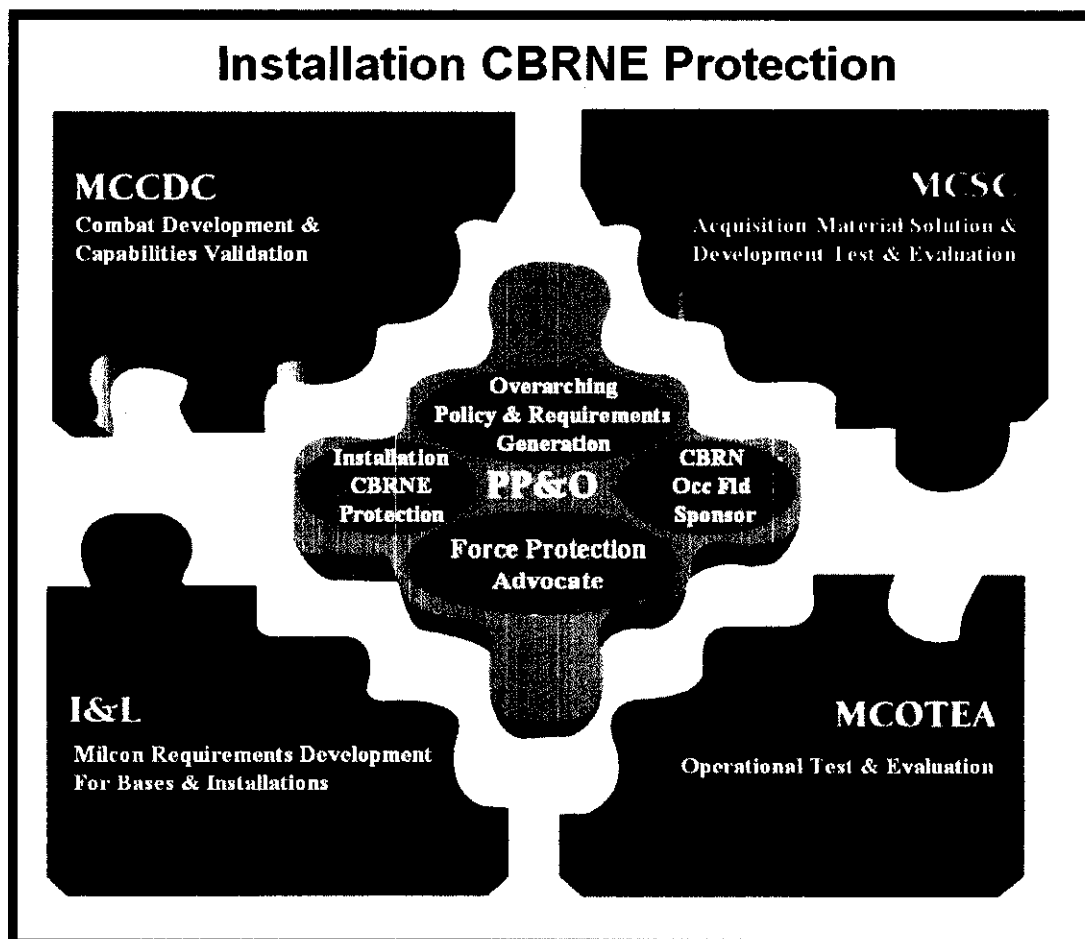 Installation CBRNE Protection
MCCDC
Combat Development &
Capabilities Validation
MCSC
Acquisition Material Solution &
Development Test & Evaluation
Overarching
Policy & Requirements
Generation
Installation
CBRNE
Protection
PP&O
CBRN
Occ Fld
Sponsor
Force Protection
Advocate
I&L
Milcon Requirements Development
For Bases & Installations
MCOTEA
Operational Test & Evaluation